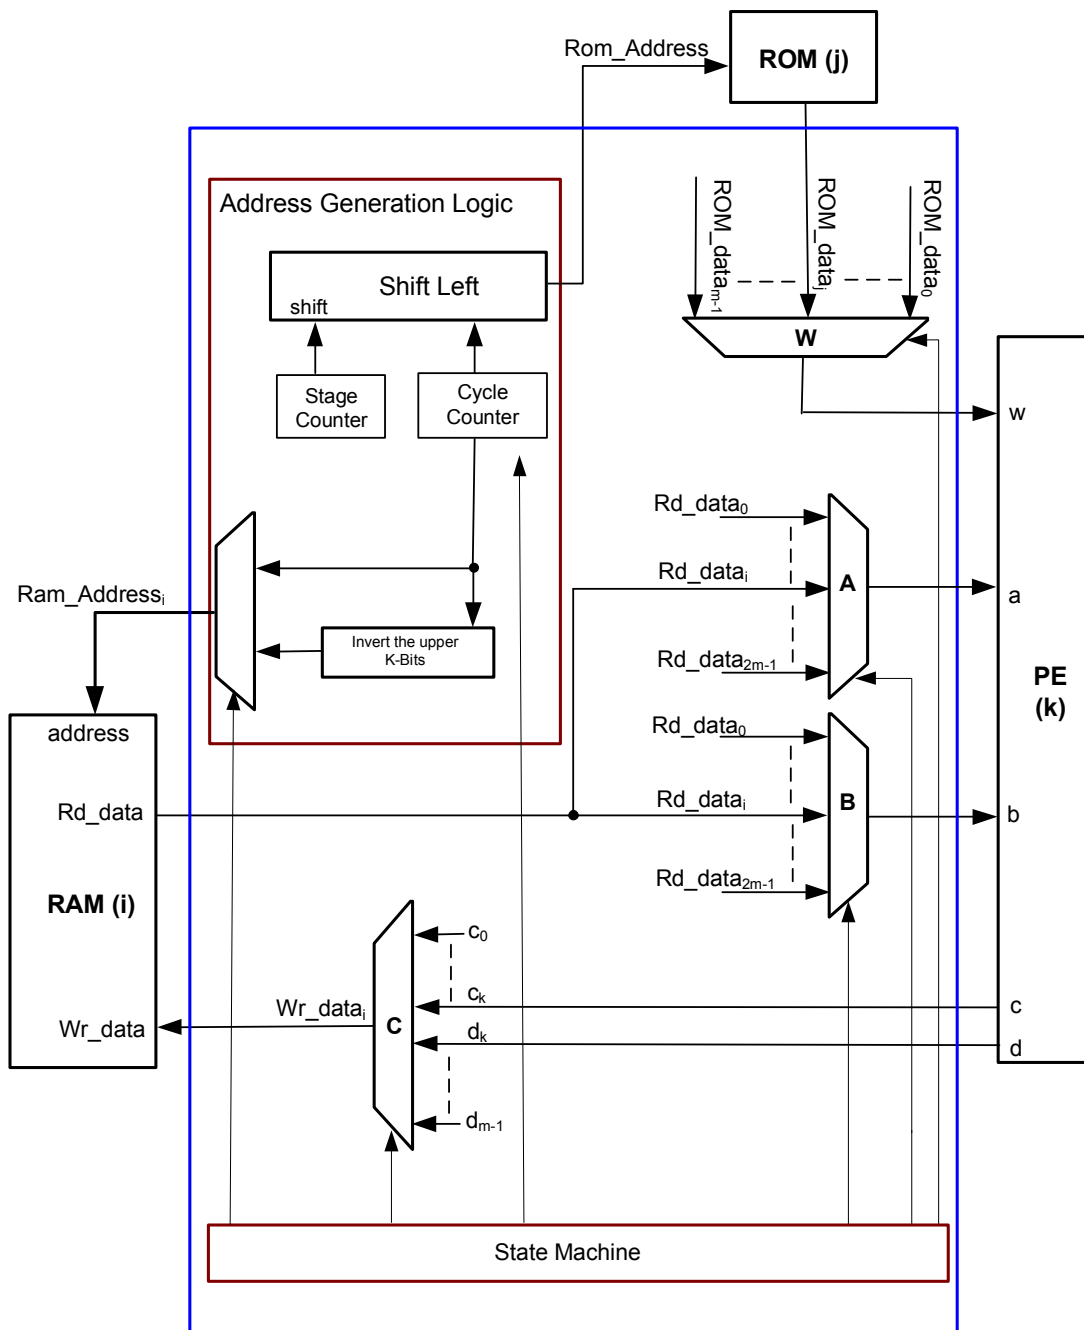 Rom_Address
ROM (j)
Address Generation Logic
ROM_data₍m-1₎
ROM_dataⱼ
ROM_data₀
Shift Left
shift
W
Stage
Counter
Cycle
Counter
w
Rd_data₀
Rd_dataᵢ
A
a
Ram_Addressᵢ
Invert the upper
K-Bits
Rd_data₂ₘ₋₁
PE
(k)
address
Rd_data₀
Rd_data
Rd_dataᵢ
B
b
Rd_data₂ₘ₋₁
RAM (i)
c₀
Wr_dataᵢ
cₖ
c
Wr_data
C
dₖ
d
dₘ₋₁
State Machine